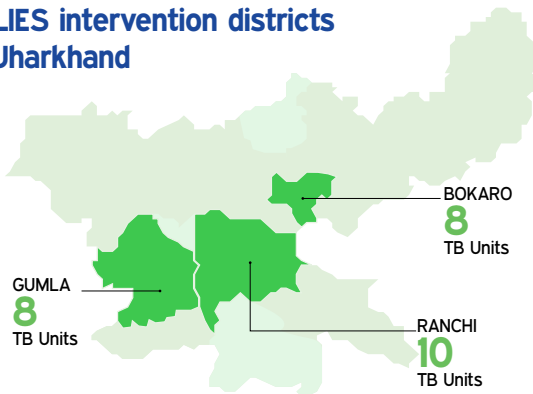 LIES intervention districts
Jharkhand
BOKARO
8
TB Units
GUMLA
8
TB Units
RANCHI
10
TB Units